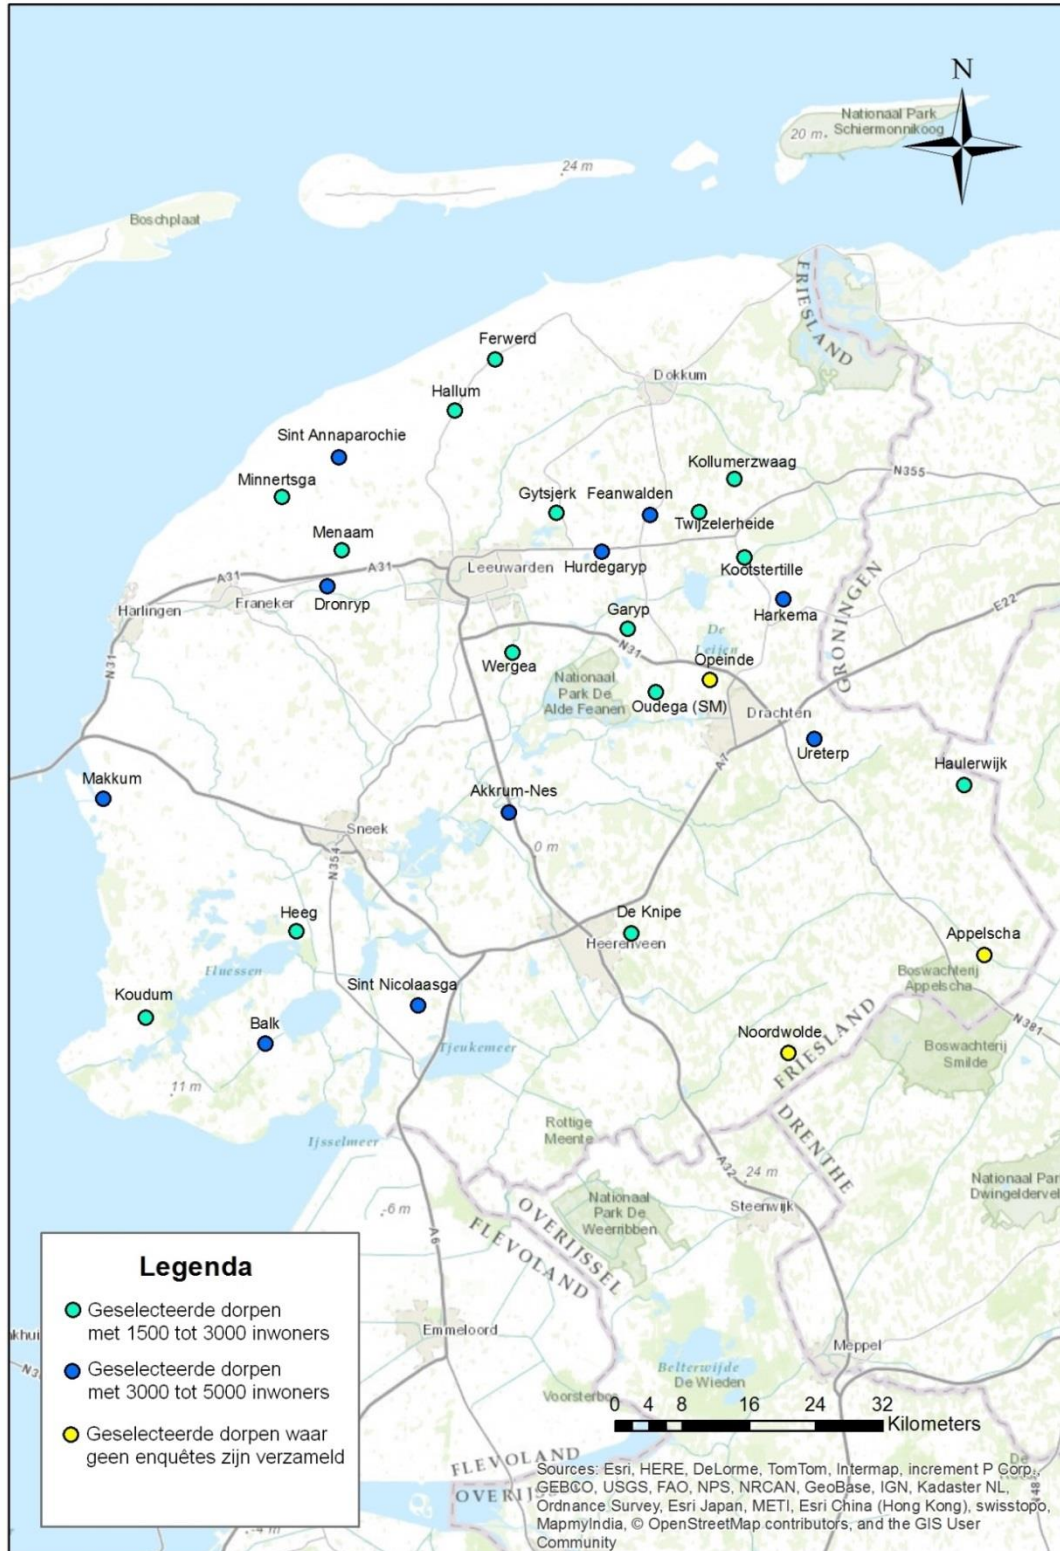 N
Nationaal Park
Schiermonnikoog
20 m.
24 m
Boschplaat
FRIESLAND
Ferwerd
Dokkum
Hallum
Sint Annaparochie
Kollumerzwaag
N355
Minnertsga
Gytsjerk
Feanwalden
Twijzelerheide
Menaam
Leeuwarden
Hurdegaryp
Kootstertille
A31
A31
Franeker
Dronryp
Harlingen
Harkema
E22
GRONINGEN
Garyp
De
Leijen
N31
N31
Wergea
Opeinde
Nationaal
Park De
Alde Feanen
Oudega (SM)
Drachten
Ureterp
A7
Haulerwijk
Makkum
Akkrum-Nes
Sneek
0 m
N354
Heeg
De Knipe
Heerenveen
Appelscha
Fluessen
Boswachterij
Appelscha
Sint Nicolaasga
Koudum
Balk
N381
Tjeukemeer
Noordwolde
FRIESLAND
Boswachterij
Smilde
11 m
DRENTHE
Rottige
Meente
Ijsselmeer
A32
24 m
Nationaal Par
Dwingeldervel
Nationaal
Park De
Weerribben
Steenwijk
-6 m
A6
OVERIJSSEL
FLEVOLAND
Legenda
Geselecteerde dorpen
met 1500 tot 3000 inwoners
Geselecteerde dorpen
met 3000 tot 5000 inwoners
Geselecteerde dorpen waar
geen enquêtes zijn verzameld
Emmeloord
Meppel
Belterwijde
De Wieden
Voorsterbos
0 4 8 16 24 32
Kilometers
FLEVOLAND
-4 m
Sources: Esri, HERE, DeLorme, TomTom, Intermap, increment P Corp.,
GEBCO, USGS, FAO, NPS, NRCAN, GeoBase, IGN, Kadaster NL,
Ordnance Survey, Esri Japan, METI, Esri China (Hong Kong), swisstopo,
MapmyIndia, © OpenStreetMap contributors, and the GIS User
Community